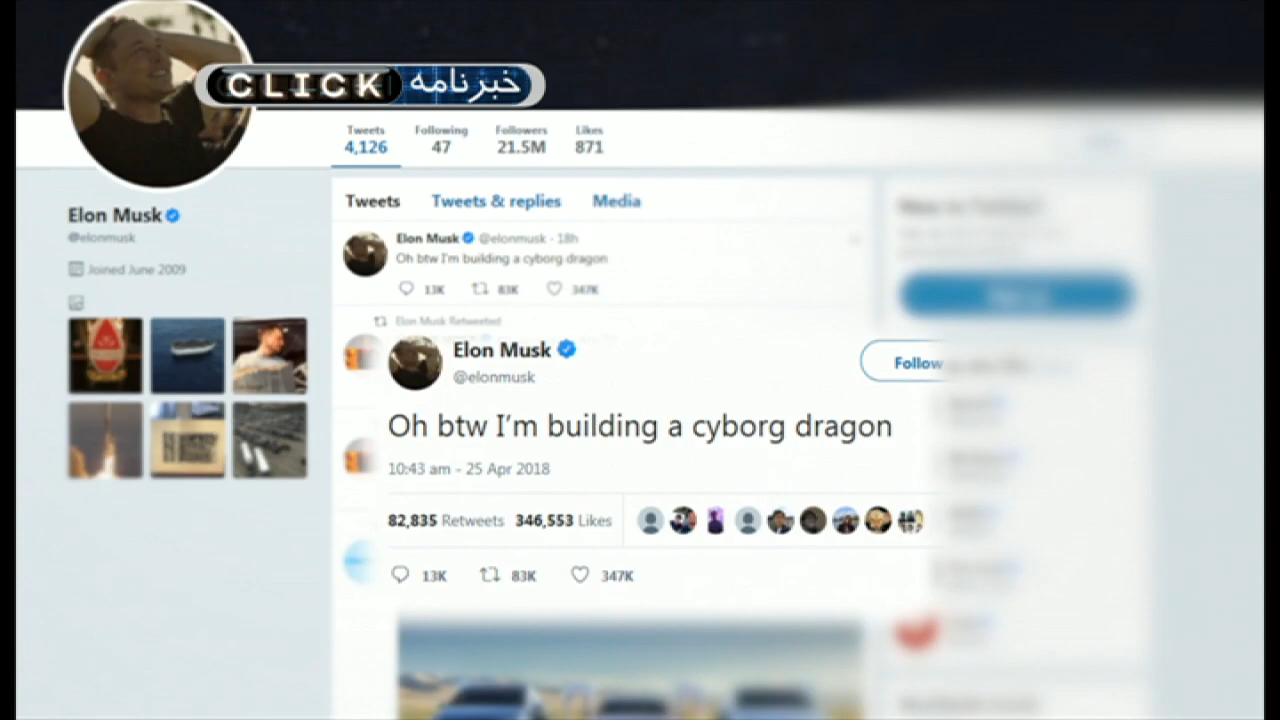 CLICK خبرنامه
Tweets Following Followers Likes
4,126 47 21.5M 871
Elon Musk
@elonmusk
Joined June 2009
Tweets Tweets & replies Media
Elon Musk @elonmusk · 18h
Oh btw I'm building a cyborg dragon
13K 83K 347K
Elon Musk Retweeted
Elon Musk
@elonmusk
Follow
Oh btw I'm building a cyborg dragon
10:43 am - 25 Apr 2018
82,835 Retweets 346,553 Likes
13K 83K 347K